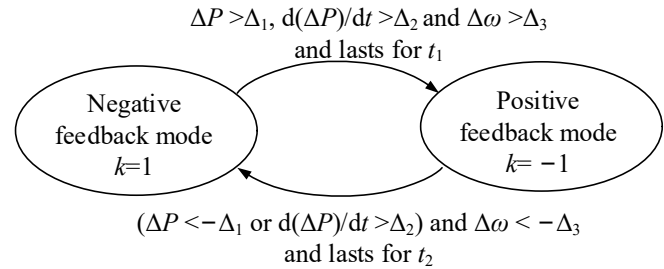 ΔP >Δ₁, d(ΔP)/dt >Δ₂ and Δω >Δ₃
and lasts for t₁
Negative
feedback mode
k=1
Positive
feedback mode
k= −1
(ΔP <−Δ₁ or d(ΔP)/dt >Δ₂) and Δω < −Δ₃
and lasts for t₂